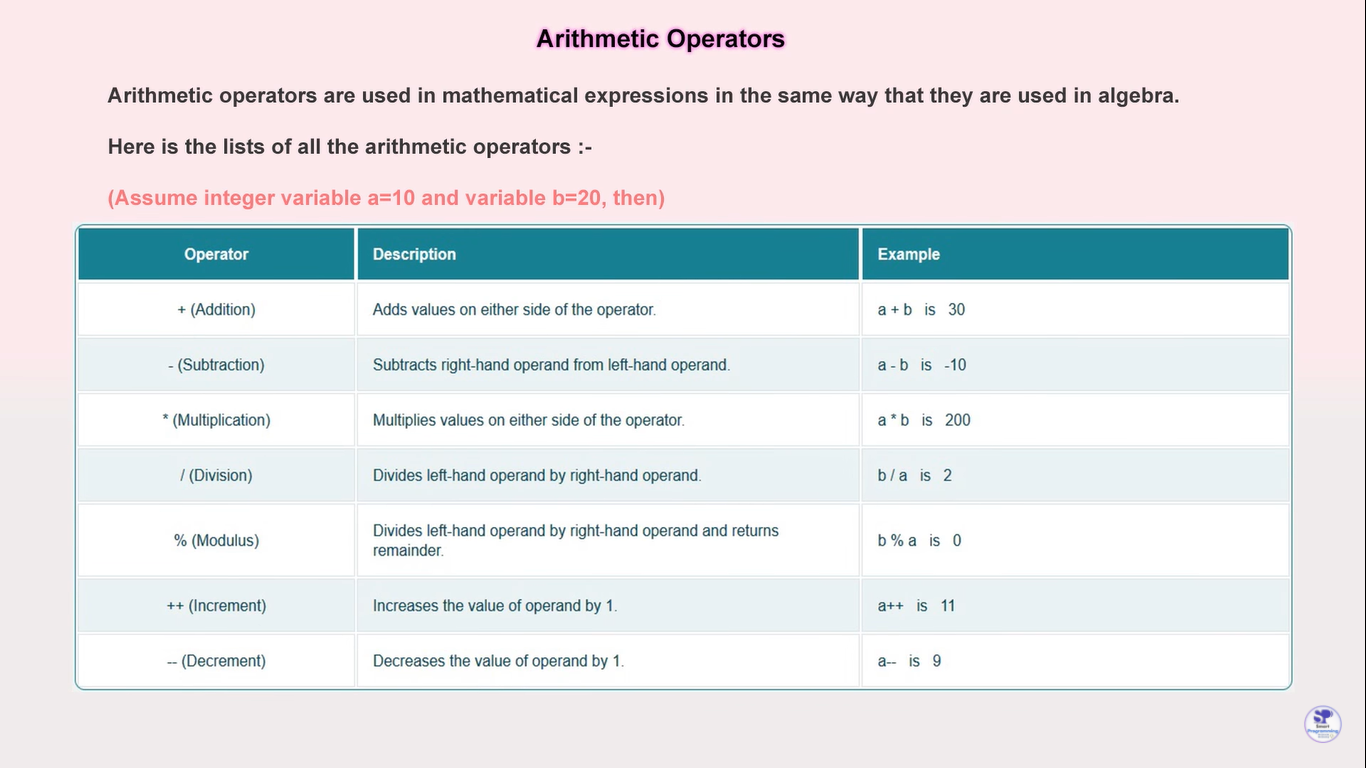 Arithmetic Operators
Arithmetic operators are used in mathematical expressions in the same way that they are used in algebra.
Here is the lists of all the arithmetic operators :-
(Assume integer variable a=10 and variable b=20, then)
Operator Description Example
+ (Addition) Adds values on either side of the operator. a + b is 30
- (Subtraction) Subtracts right-hand operand from left-hand operand. a - b is -10
* (Multiplication) Multiplies values on either side of the operator. a * b is 200
/ (Division) Divides left-hand operand by right-hand operand. b / a is 2
% (Modulus) Divides left-hand operand by right-hand operand and returns
remainder. b % a is 0
++ (Increment) Increases the value of operand by 1. a++ is 11
-- (Decrement) Decreases the value of operand by 1. a-- is 9
Smart
Programming